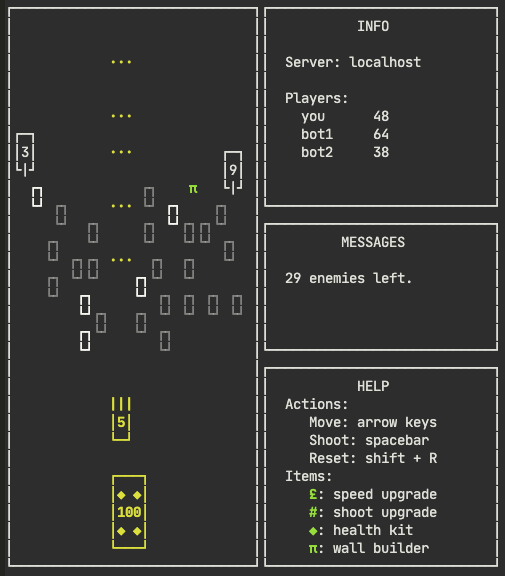 INFO
Server: localhost
Players:
you 48
bot1 64
bot2 38
3
9
π
MESSAGES
29 enemies left.
5
100
HELP
Actions:
Move: arrow keys
Shoot: spacebar
Reset: shift + R
Items:
£: speed upgrade
#: shoot upgrade
◆: health kit
π: wall builder